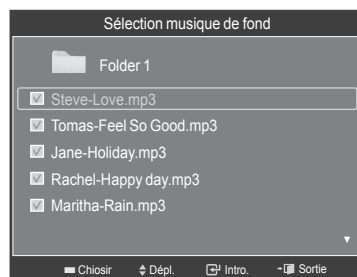 Sélection musique de fond
Folder 1
Steve-Love.mp3
Tomas-Feel So Good.mp3
Jane-Holiday.mp3
Rachel-Happy day.mp3
Maritha-Rain.mp3
Chiosir Dépl. Intro. Sortie